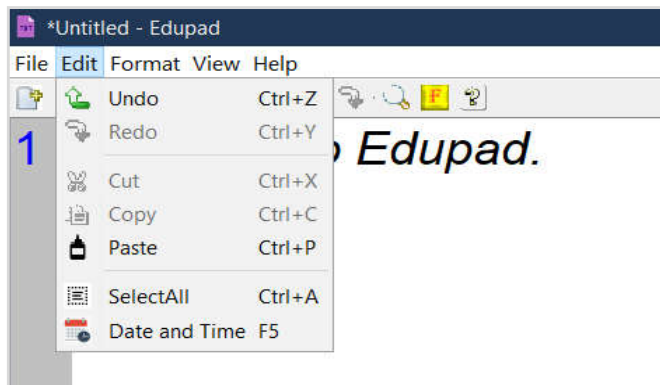 *Untitled - Edupad
File Edit Format View Help
Undo Ctrl+Z
Redo Ctrl+Y
Cut Ctrl+X
Copy Ctrl+C
Paste Ctrl+P
SelectAll Ctrl+A
Date and Time F5
1 Edupad.